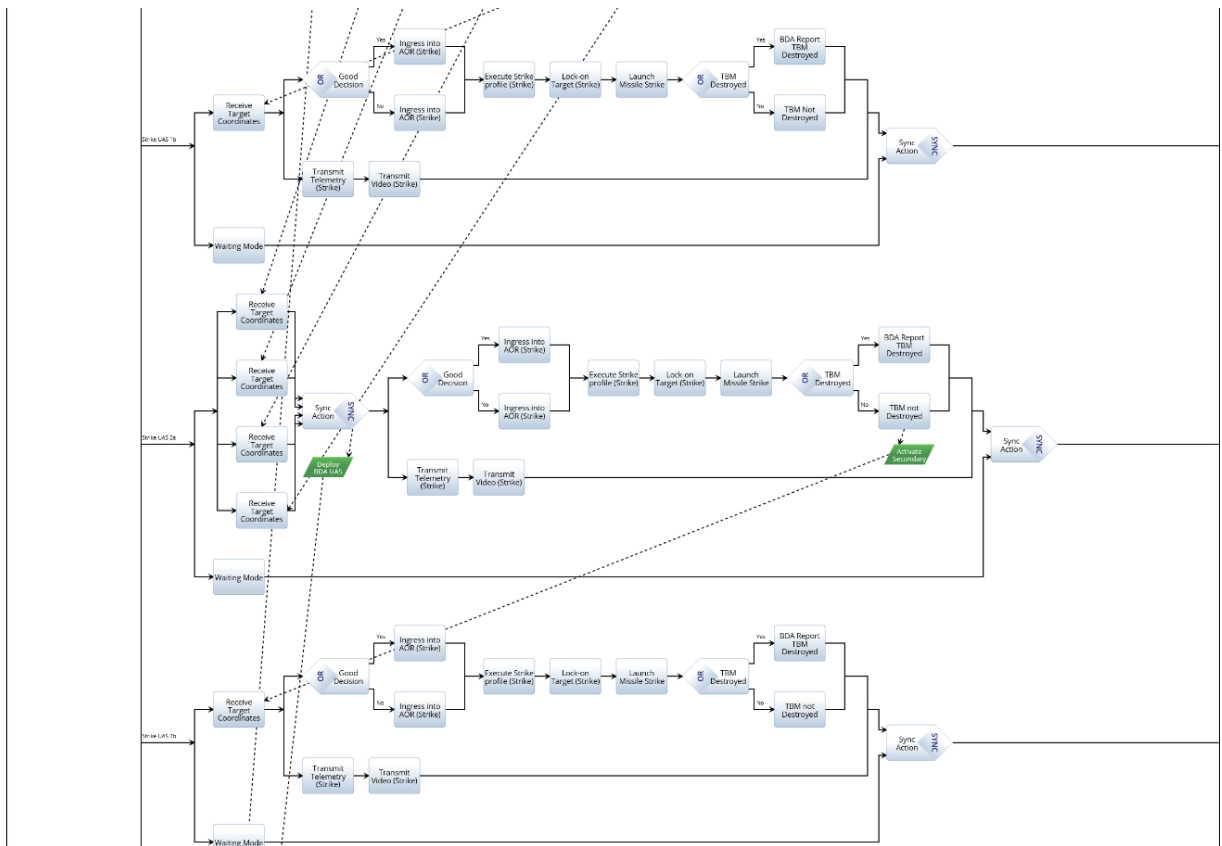 Yes
Ingress into
AOR (Strike)
BDA Report
TBM
Destroyed
Yes
OR
Good
Decision
Execute Strike
profile (Strike)
Lock-on
Target (Strike)
Launch
Missile Strike
OR
TBM
Destroyed
Receive
Target
Coordinates
No
Ingress into
AOR (Strike)
No
TBM Not
Destroyed
Strike UAS 1b
Sync
Action
SYNC
Transmit
Telemetry
(Strike)
Transmit
Video (Strike)
Waiting Mode
Receive
Target
Coordinates
Yes
Ingress into
AOR (Strike)
Yes
BDA Report
TBM
Destroyed
Receive
Target
Coordinates
OR
Good
Decision
Execute Strike
profile (Strike)
Lock-on
Target (Strike)
Launch
Missile Strike
OR
TBM
Destroyed
Sync
Action
SYNC
No
Ingress into
AOR (Strike)
No
TBM not
Destroyed
Strike UAS 2a
Receive
Target
Coordinates
Sync
Action
SYNC
Deploy
BDA UAS
Activate
Secundary
Transmit
Telemetry
(Strike)
Transmit
Video (Strike)
Receive
Target
Coordinates
Waiting Mode
Yes
Ingress into
AOR (Strike)
Yes
BDA Report
TBM
Destroyed
OR
Good
Decision
Execute Strike
profile (Strike)
Lock-on
Target (Strike)
Launch
Missile Strike
OR
TBM
Destroyed
Receive
Target
Coordinates
No
Ingress into
AOR (Strike)
No
TBM not
Destroyed
Strike UAS 2b
Sync
Action
SYNC
Transmit
Telemetry
(Strike)
Transmit
Video (Strike)
Waiting Mode